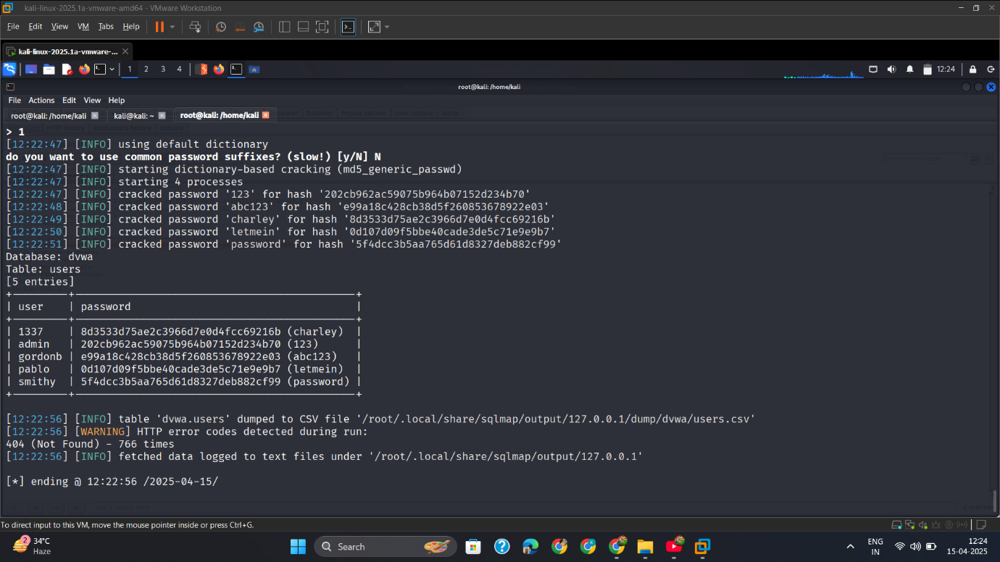 kali-linux-2025.1a-vmware-amd64 - VMware Workstation
File Edit View VM Tabs Help
kali-linux-2025.1a-vmware-...
1 2 3 4 12:24
root@kali: /home/kali
File Actions Edit View Help
root@kali: /home/kali kali@kali: ~ root@kali: /home/kali
> 1
[12:22:47] [INFO] using default dictionary
do you want to use common password suffixes? (slow!) [y/N] N
[12:22:47] [INFO] starting dictionary-based cracking (md5_generic_passwd)
[12:22:47] [INFO] starting 4 processes
[12:22:47] [INFO] cracked password '123' for hash '202cb962ac59075b964b07152d234b70'
[12:22:48] [INFO] cracked password 'abc123' for hash 'e99a18c428cb38d5f260853678922e03'
[12:22:49] [INFO] cracked password 'charley' for hash '8d3533d75ae2c3966d7e0d4fcc69216b'
[12:22:50] [INFO] cracked password 'letmein' for hash '0d107d09f5bbe40cade3de5c71e9e9b7'
[12:22:51] [INFO] cracked password 'password' for hash '5f4dcc3b5aa765d61d8327deb882cf99'
Database: dvwa
Table: users
[5 entries]
| user | password |
| 1337 | 8d3533d75ae2c3966d7e0d4fcc69216b (charley) |
| admin | 202cb962ac59075b964b07152d234b70 (123) |
| gordonb | e99a18c428cb38d5f260853678922e03 (abc123) |
| pablo | 0d107d09f5bbe40cade3de5c71e9e9b7 (letmein) |
| smithy | 5f4dcc3b5aa765d61d8327deb882cf99 (password) |
[12:22:56] [INFO] table 'dvwa.users' dumped to CSV file '/root/.local/share/sqlmap/output/127.0.0.1/dump/dvwa/users.csv'
[12:22:56] [WARNING] HTTP error codes detected during run:
404 (Not Found) - 766 times
[12:22:56] [INFO] fetched data logged to text files under '/root/.local/share/sqlmap/output/127.0.0.1'
[*] ending @ 12:22:56 /2025-04-15/
To direct input to this VM, move the mouse pointer inside or press Ctrl+G.
2 34°C
Haze
Search
ENG
IN
12:24
15-04-2025